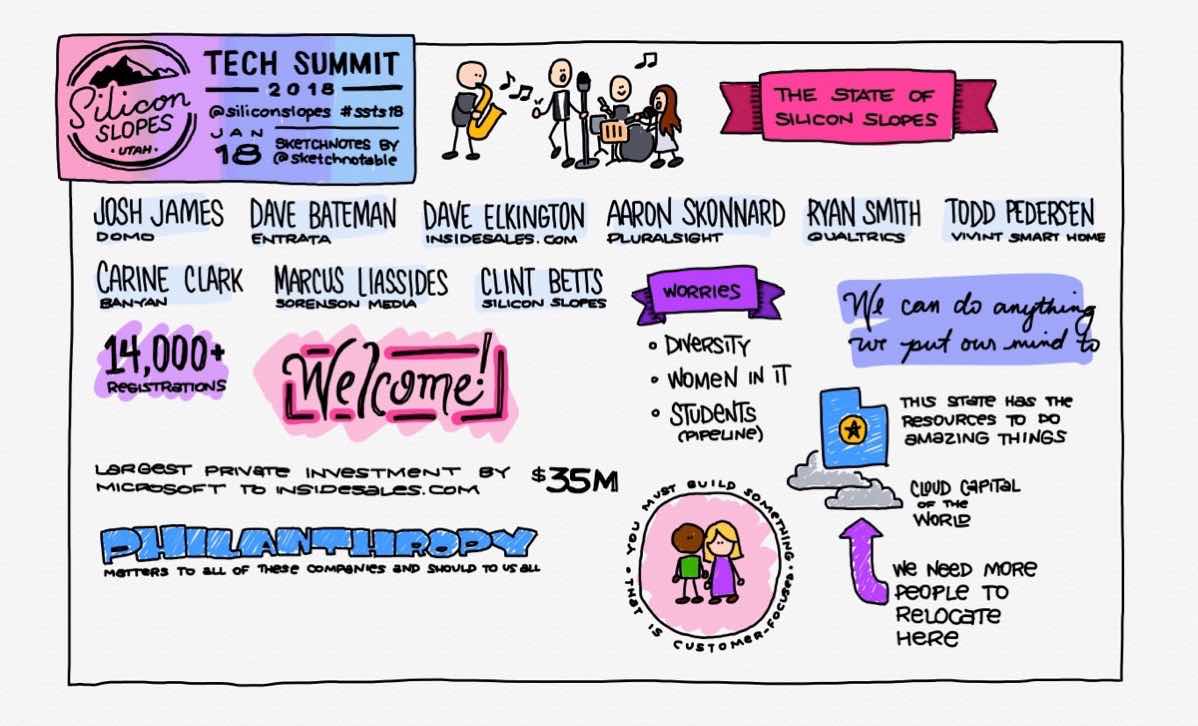 Silicon
SLOPES
• UTAH •
TECH SUMMIT
2018
@siliconslopes #ssts18
JAN
18
SKETCHNOTES BY
@sketchnotable
THE STATE OF
SILICON SLOPES
JOSH JAMES
DOMO
DAVE BATEMAN
ENTRATA
DAVE ELKINGTON
INSIDESALES.COM
AARON SKONNARD
PLURALSIGHT
RYAN SMITH
QUALTRICS
TODD PEDERSEN
VIVINT SMART HOME
CARINE CLARK
BANYAN
MARCUS LIASSIDES
SORENSON MEDIA
CLINT BETTS
SILICON SLOPES
14,000+
REGISTRATIONS
Welcome!
WORRIES
• DIVERSITY
• WOMEN IN IT
• STUDENTS
(PIPELINE)
We can do anything
we put our mind to
THIS STATE HAS THE
RESOURCES TO DO
AMAZING THINGS
CLOUD CAPITAL
OF THE
WORLD
WE NEED MORE
PEOPLE TO
RELOCATE
HERE
LARGEST PRIVATE INVESTMENT BY
MICROSOFT TO INSIDESALES.COM
$35M
PHILANTHROPY
MATTERS TO ALL OF THESE COMPANIES AND SHOULD TO US ALL
• YOU MUST BUILD SOMETHING •
THAT IS CUSTOMER-FOCUSED